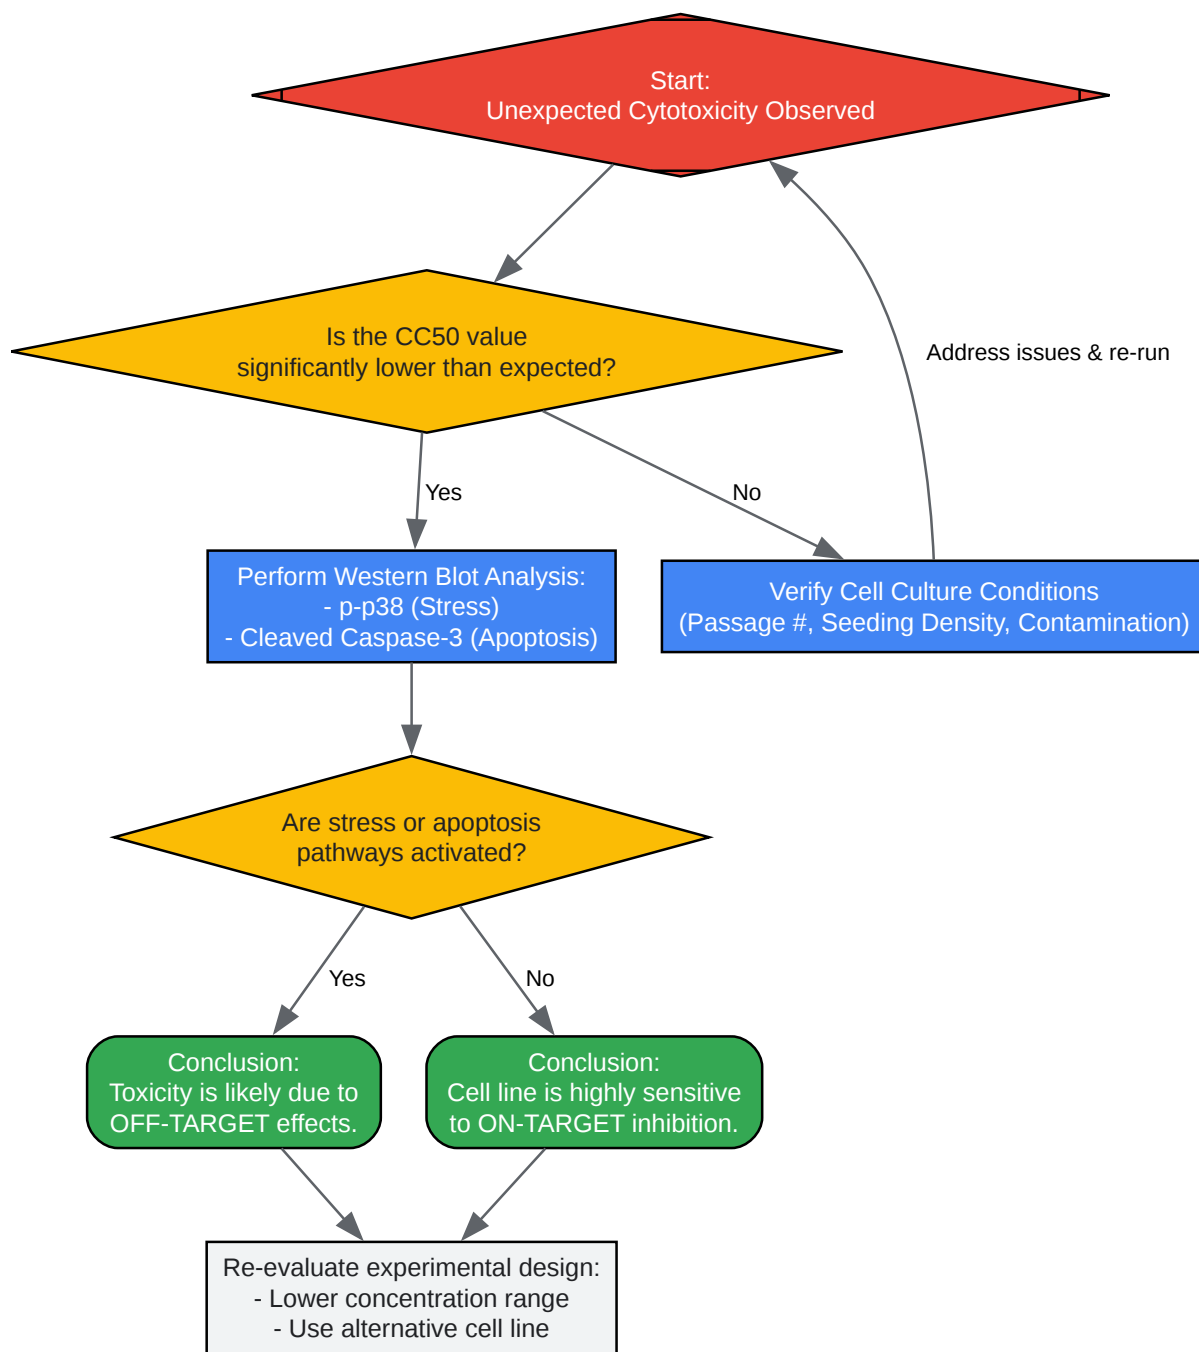 Start:
Unexpected Cytotoxicity Observed
Is the CC50 value
significantly lower than expected?
Address issues & re-run
Yes
No
Perform Western Blot Analysis:
- p-p38 (Stress)
- Cleaved Caspase-3 (Apoptosis)
Verify Cell Culture Conditions
(Passage #, Seeding Density, Contamination)
Are stress or apoptosis
pathways activated?
Yes
No
Conclusion:
Toxicity is likely due to
OFF-TARGET effects.
Conclusion:
Cell line is highly sensitive
to ON-TARGET inhibition.
Re-evaluate experimental design:
- Lower concentration range
- Use alternative cell line